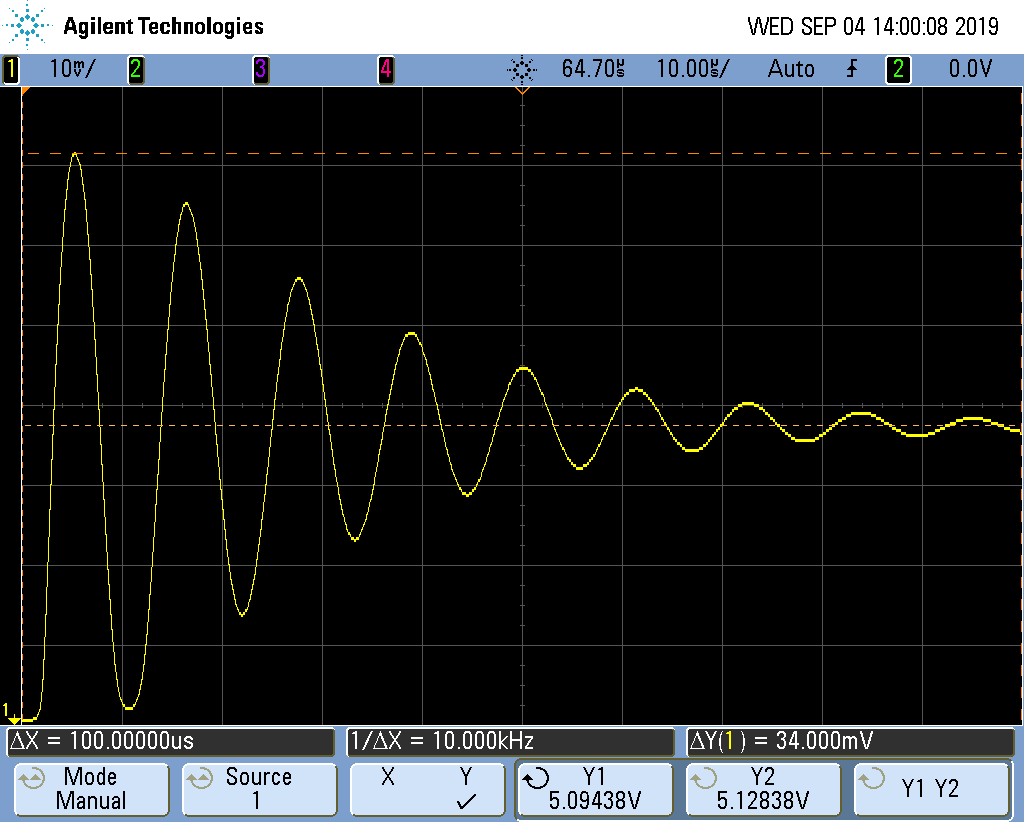 Agilent Technologies WED SEP 04 14:00:08 2019
1 10mV/ 2 3 4 64.70µs 10.00µs/ Auto 2 0.0V
1
ΔX = 100.00000us 1/ΔX = 10.000kHz ΔY(1) = 34.000mV
Mode Source X Y Y1 Y2 Y1 Y2
Manual 1 ✓ 5.09438V 5.12838V